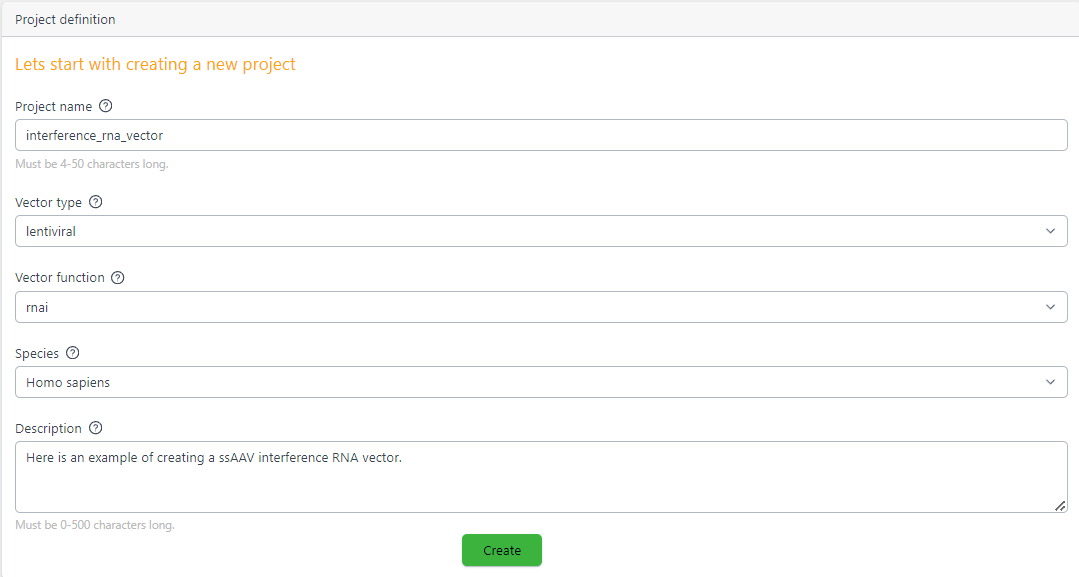 Project definition
Lets start with creating a new project
Project name ?
interference_rna_vector
Must be 4-50 characters long.
Vector type ?
lentiviral
Vector function ?
rnai
Species ?
Homo sapiens
Description ?
Here is an example of creating a ssAAV interference RNA vector.
Must be 0-500 characters long.
Create